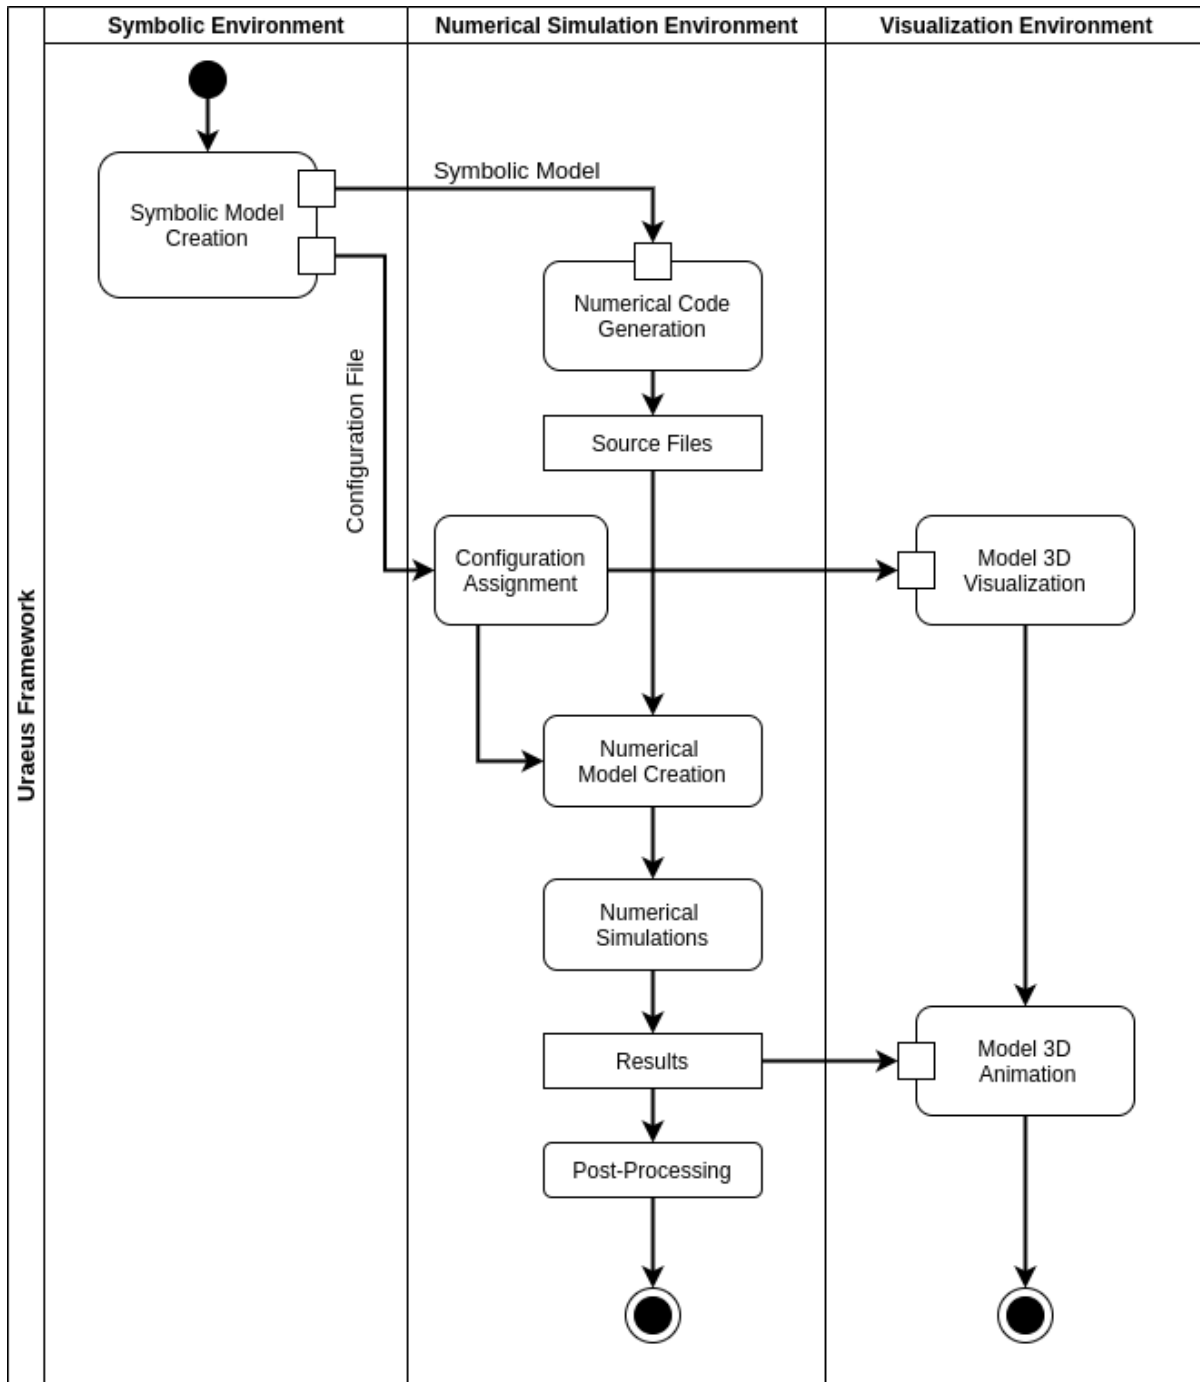 Symbolic Environment
Numerical Simulation Environment
Visualization Environment
Uraeus Framework
Symbolic Model
Creation
Symbolic Model
Configuration File
Numerical Code
Generation
Source Files
Configuration
Assignment
Model 3D
Visualization
Numerical
Model Creation
Numerical
Simulations
Results
Model 3D
Animation
Post-Processing